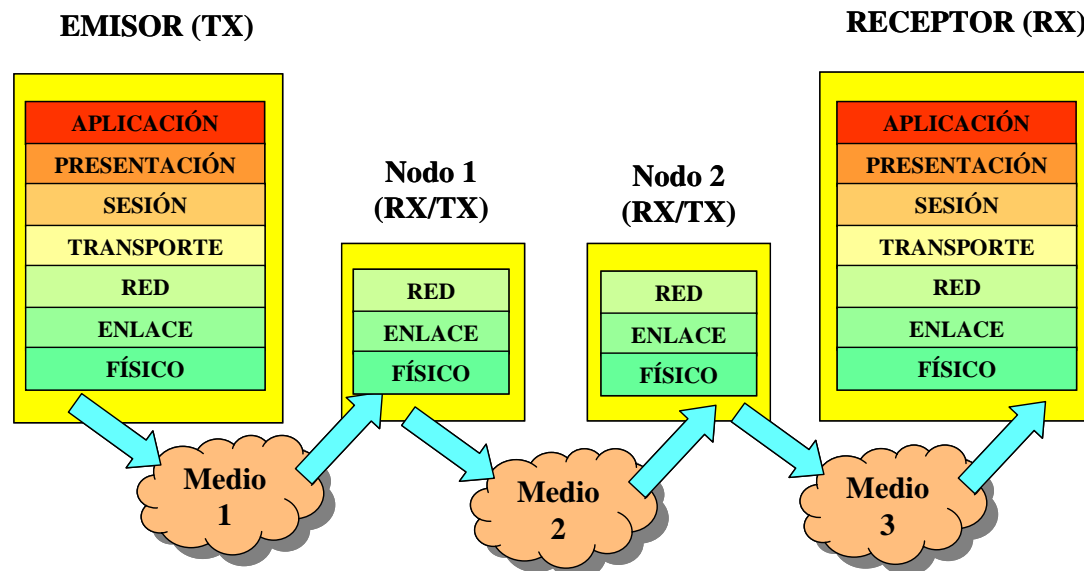 EMISOR (TX)
RECEPTOR (RX)
APLICACIÓN
PRESENTACIÓN
SESIÓN
TRANSPORTE
RED
ENLACE
FÍSICO
Nodo 1
(RX/TX)
RED
ENLACE
FÍSICO
Nodo 2
(RX/TX)
RED
ENLACE
FÍSICO
APLICACIÓN
PRESENTACIÓN
SESIÓN
TRANSPORTE
RED
ENLACE
FÍSICO
Medio
1
Medio
2
Medio
3